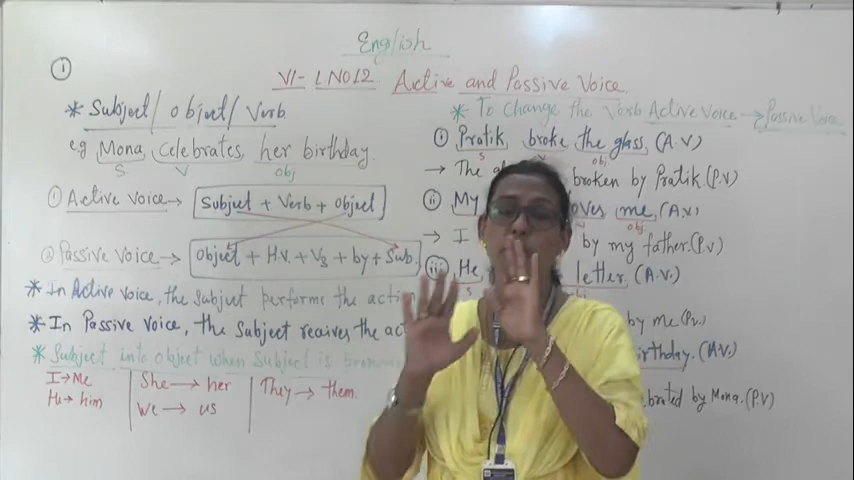 English
①
VI- LNO12. Active and Passive Voice.
* Subject/ object/ Verb
e.g Mona, celebrates, her birthday.
S V obj
① Active Voice → Subject + Verb + Object
② Passive Voice → Object + H.V. + V3 + by + Sub.
* In Active Voice, the subject performs the action
* In Passive Voice, the Subject receives the
* Subject into object when Subject is
I → Me
He → him
She → her
We → us
They → them.
* To change the Verb Active Voice → Passive Voice
① Pratik, broke the glass, (A.V)
S V obj.
→ The broken by Pratik (P.V)
ⅱ My me, (A.V)
obj.
→ I by my father. (P.V)
ⅲ He letter, (A.V.)
S
by me (P.V.)
birthday. (A.V.)
by Mona. (P.V)